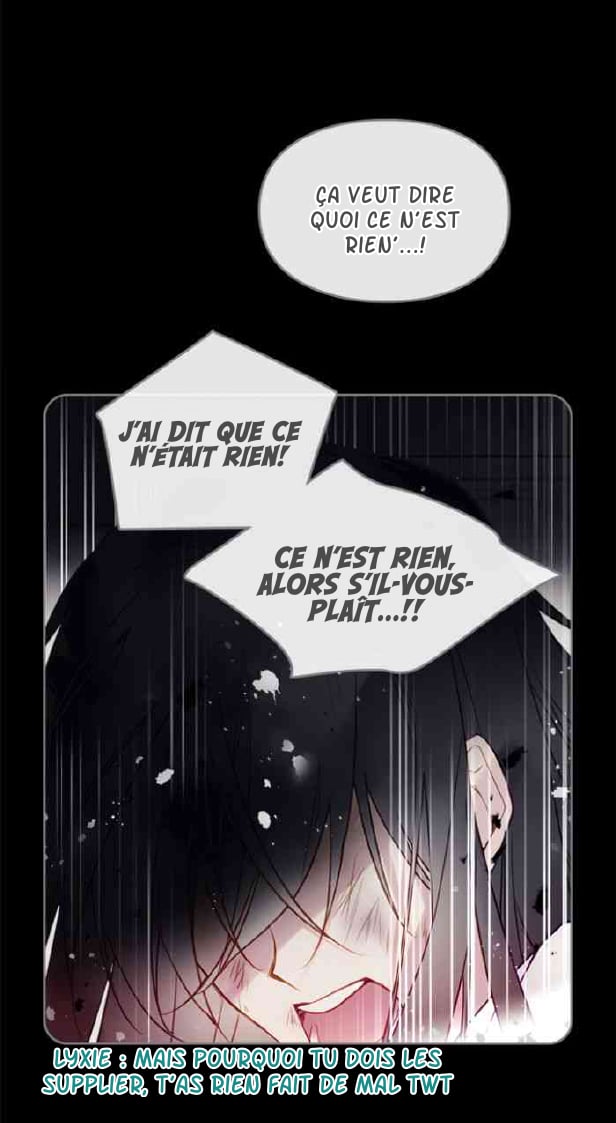 ÇA VEUT DIRE
QUOI CE N'EST
RIEN'...!
J'AI DIT QUE CE
N'ÉTAIT RIEN!
CE N'EST RIEN,
ALORS S'IL-VOUS-
PLAÎT...!!
LYXIE : MAIS POURQUOI TU DOIS LES
SUPPLIER, T'AS RIEN FAIT DE MAL TWT